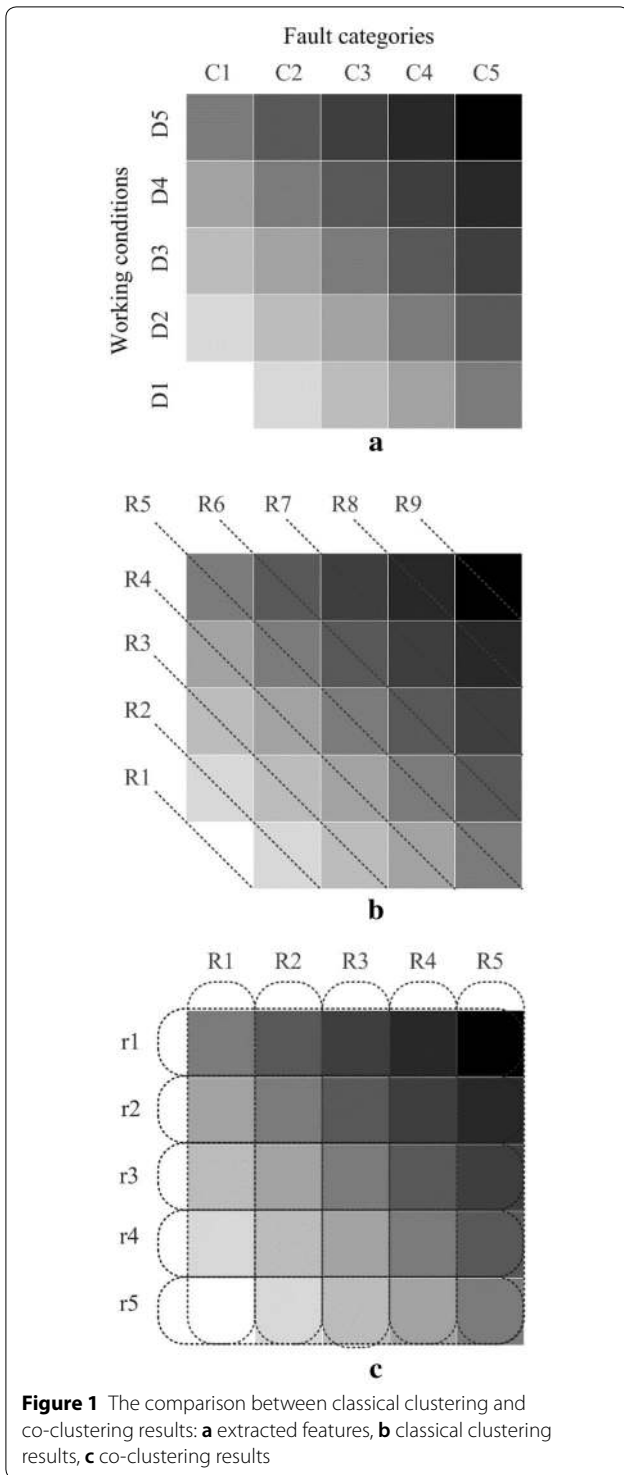 Fault categories
C1 C2 C3 C4 C5
Working conditions
D5
D4
D3
D2
D1
a
R5 R6 R7 R8 R9
R4
R3
R2
R1
b
R1 R2 R3 R4 R5
r1
r2
r3
r4
r5
c
Figure 1 The comparison between classical clustering and
co-clustering results: a extracted features, b classical clustering
results, c co-clustering results